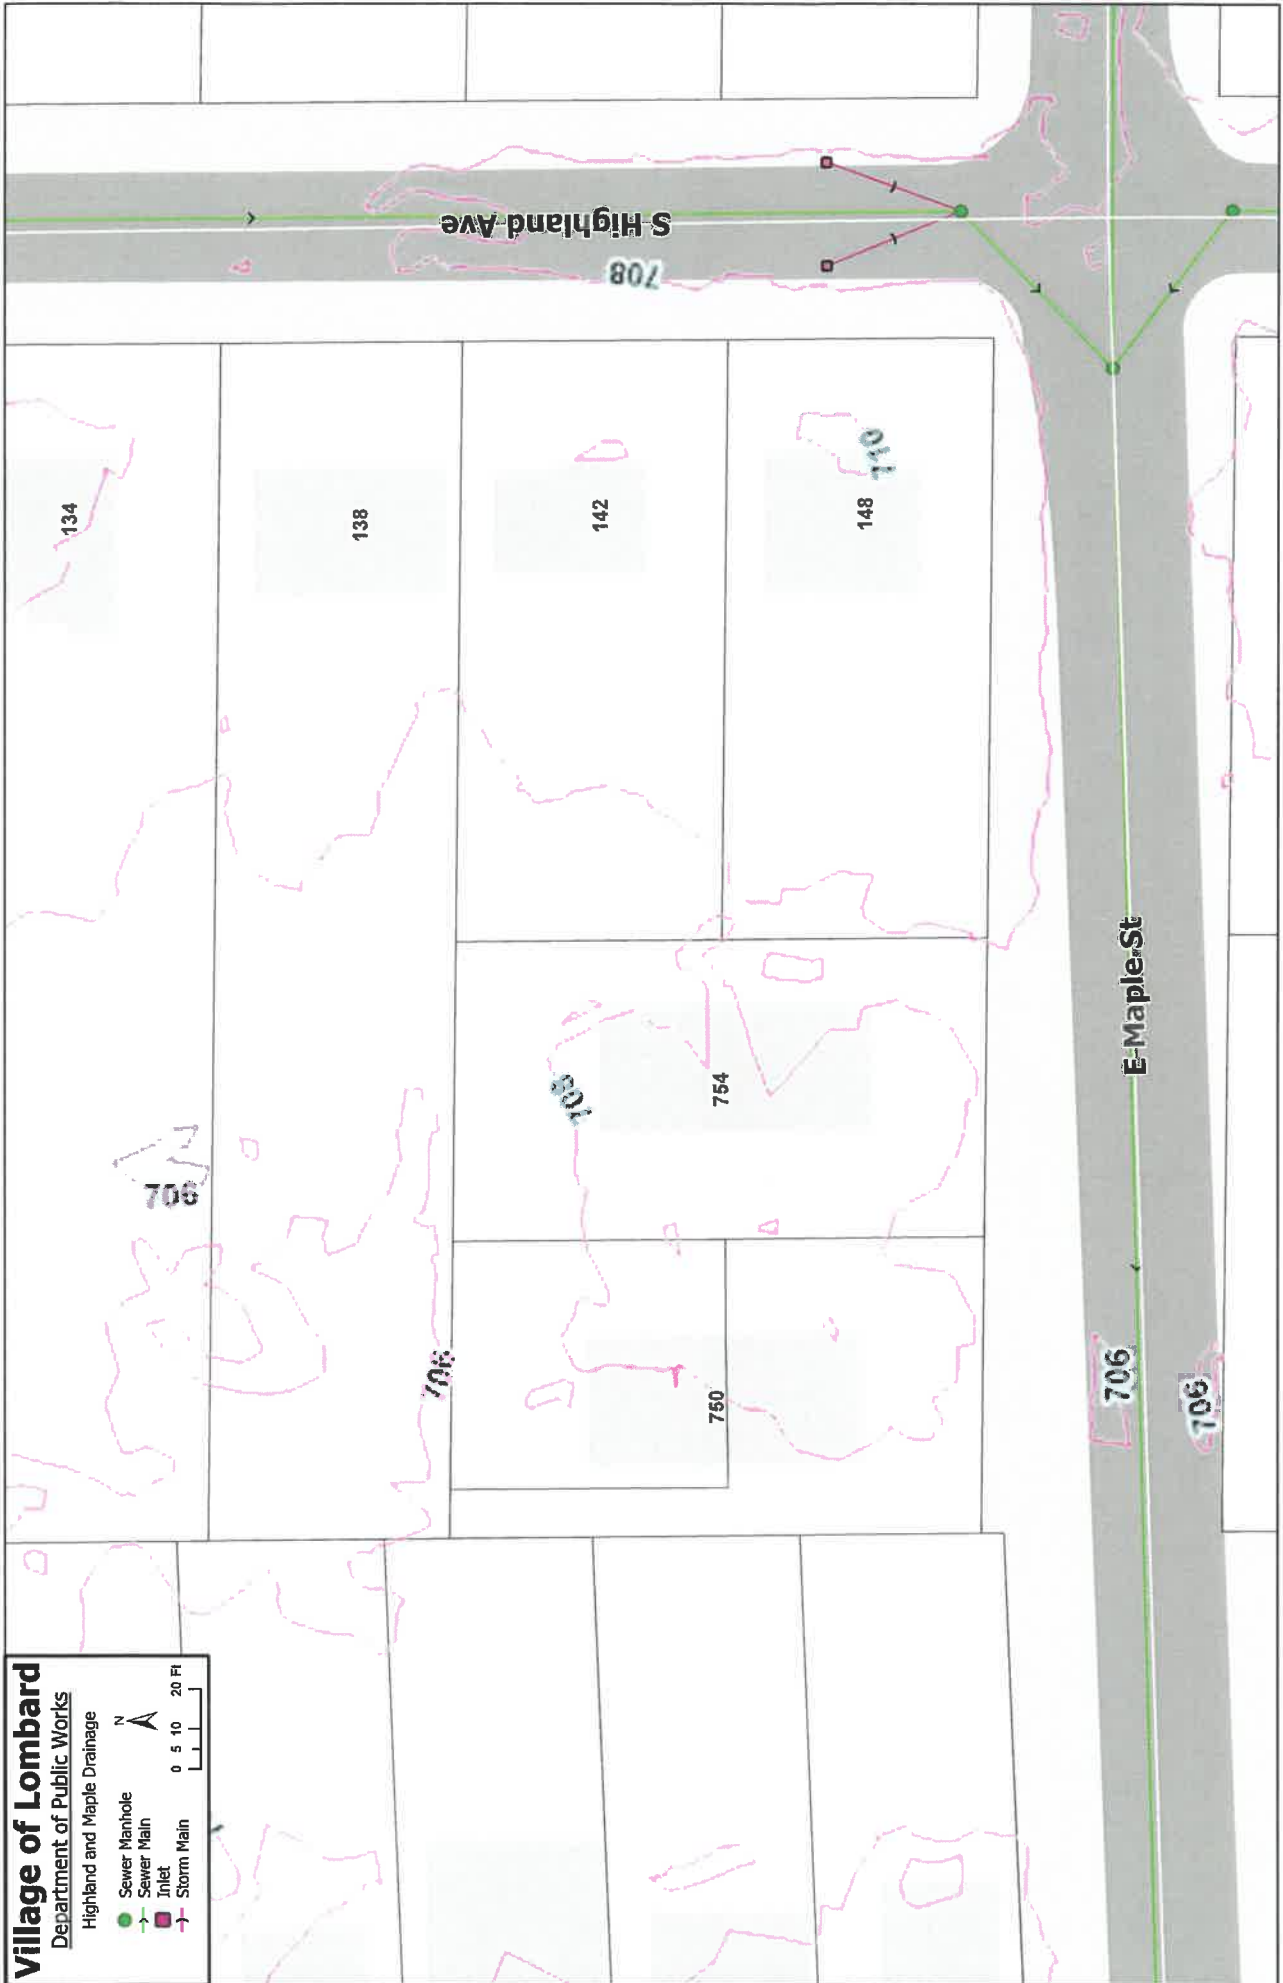 Village of Lombard
Department of Public Works
Highland and Maple Drainage
Sewer Manhole
Sewer Main
Inlet
Storm Main
N
0 5 10 20 Ft
S Highland Ave
708
134
138
142
148
710
706
708
754
706
750
E Maple St
706
706